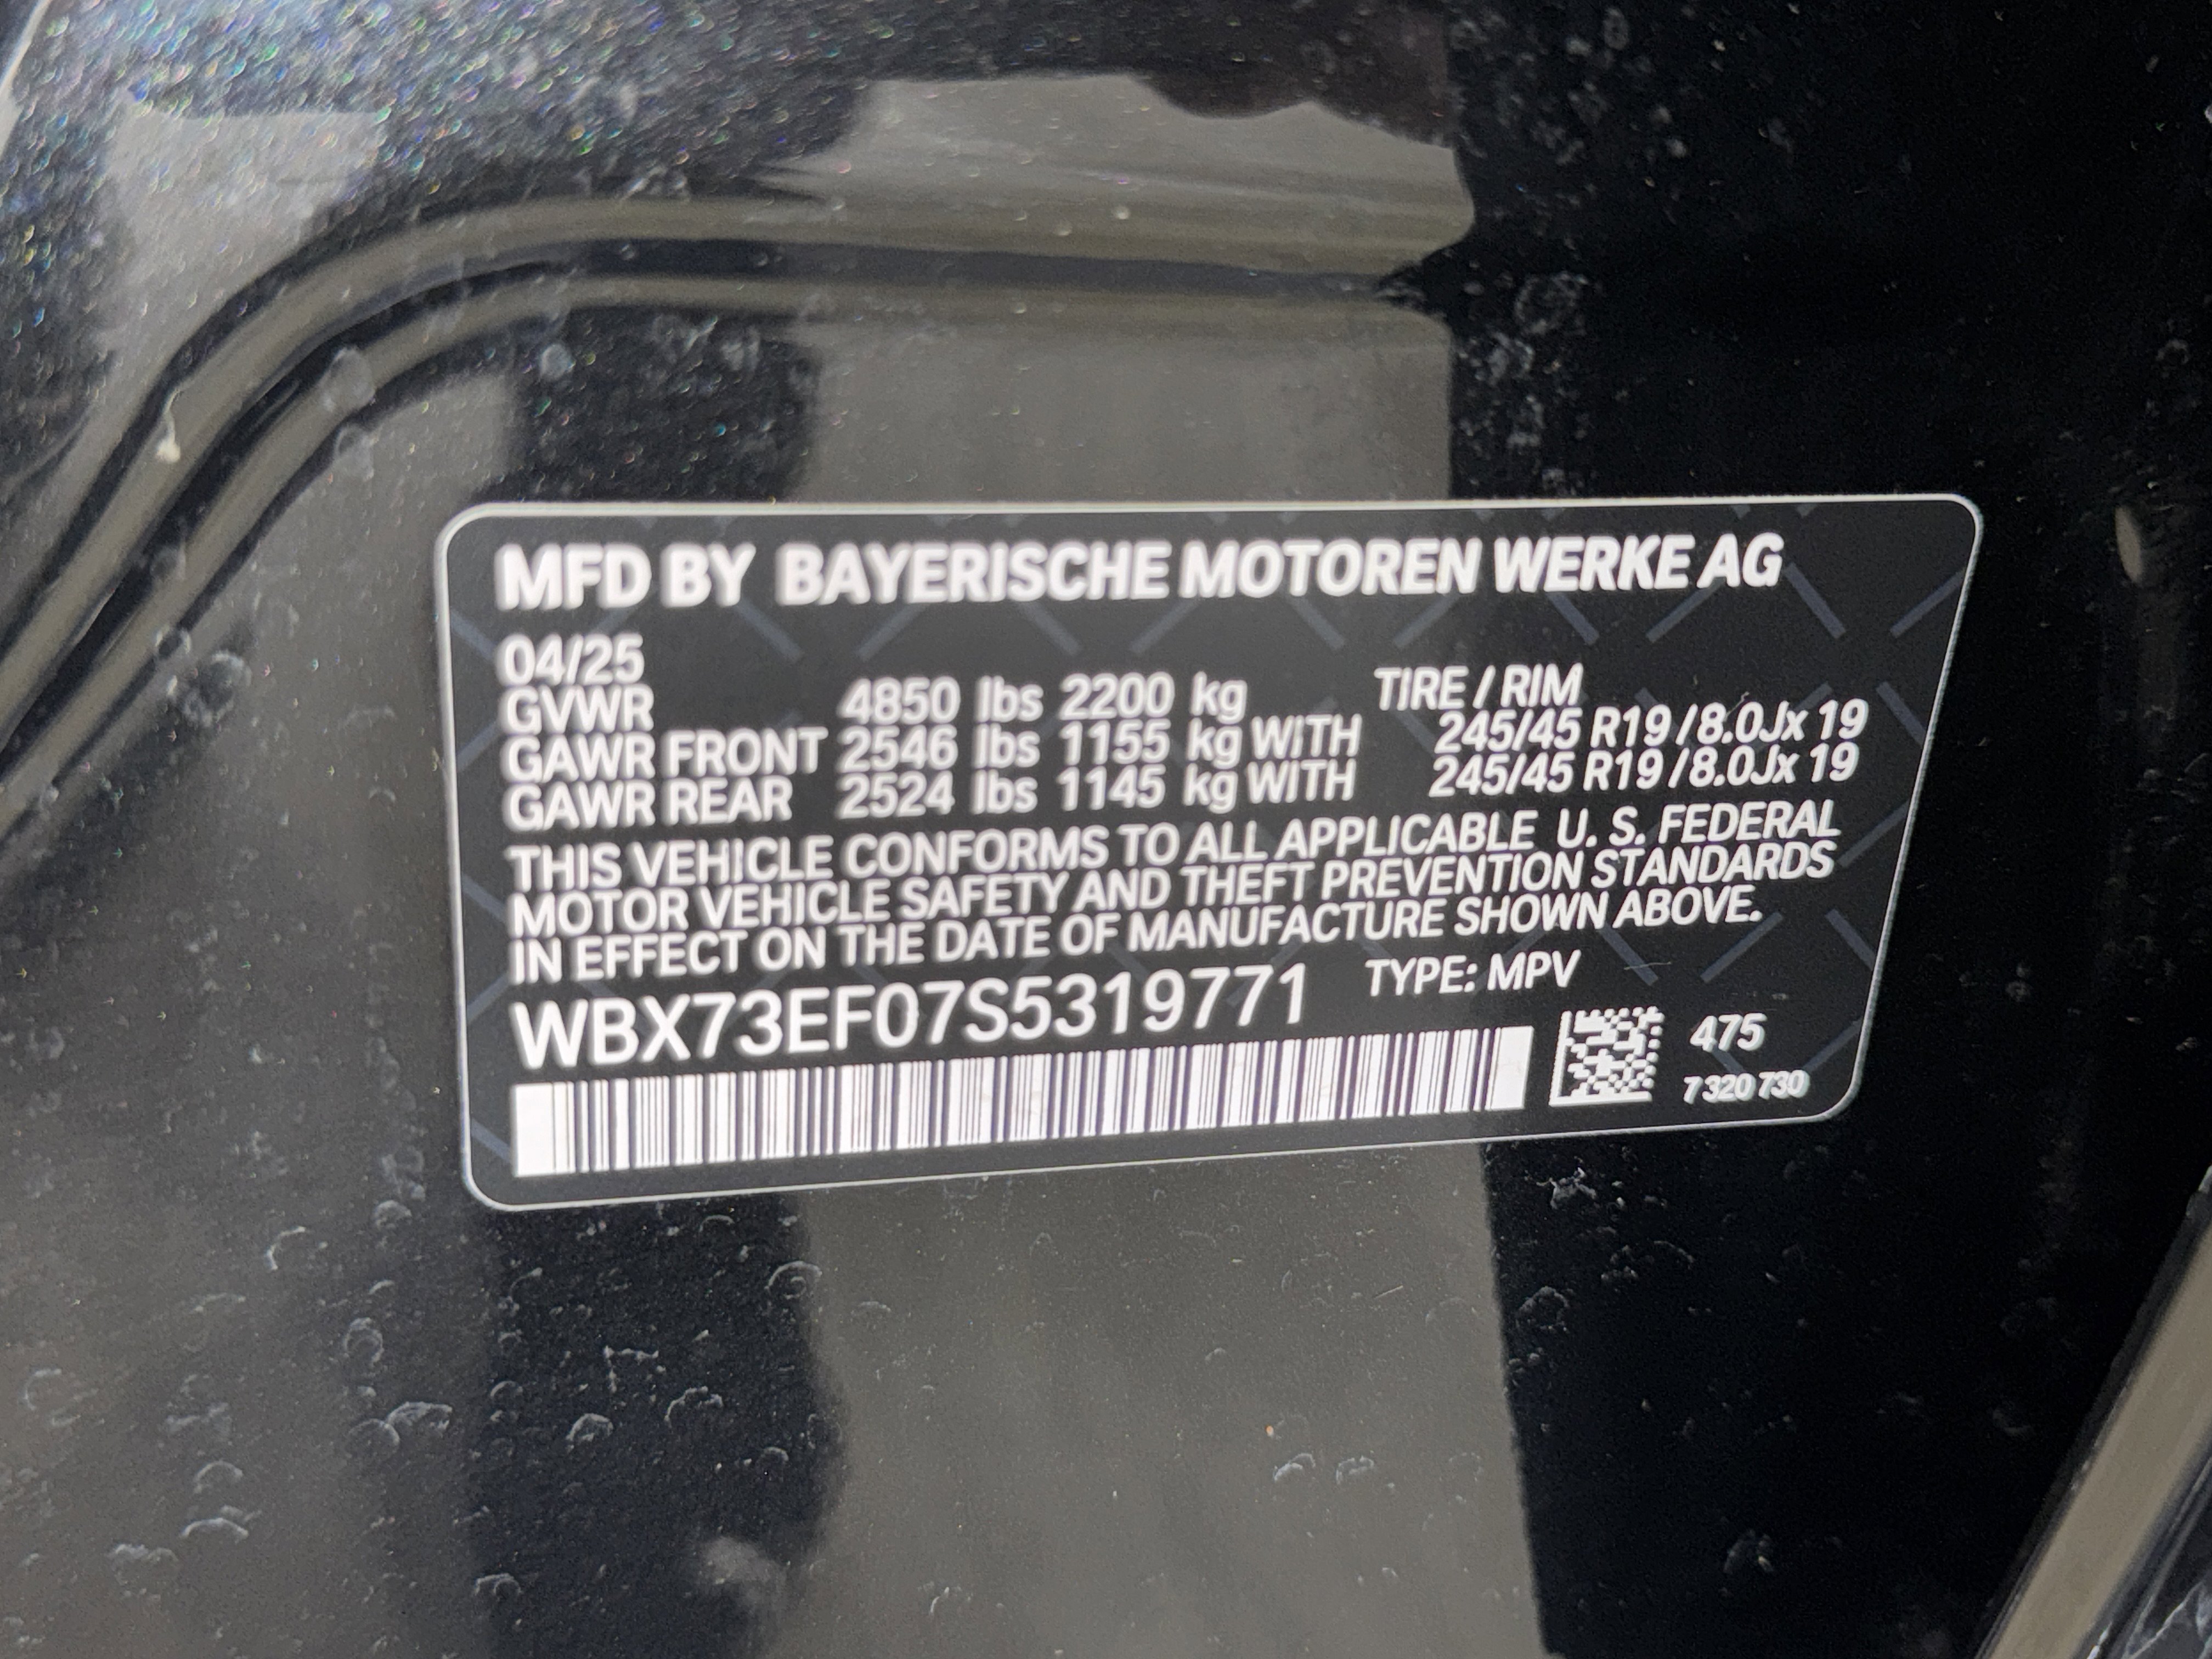 MFD BY BAYERISCHE MOTOREN WERKE AG
04/25
GVWR 4850 lbs 2200 kg TIRE / RIM
GAWR FRONT 2546 lbs 1155 kg WITH 245/45 R19 / 8.0Jx 19
GAWR REAR 2524 lbs 1145 kg WITH 245/45 R19 / 8.0Jx 19
THIS VEHICLE CONFORMS TO ALL APPLICABLE U. S. FEDERAL
MOTOR VEHICLE SAFETY AND THEFT PREVENTION STANDARDS
IN EFFECT ON THE DATE OF MANUFACTURE SHOWN ABOVE.
WBX73EF07S5319771 TYPE: MPV
475
7 320 730